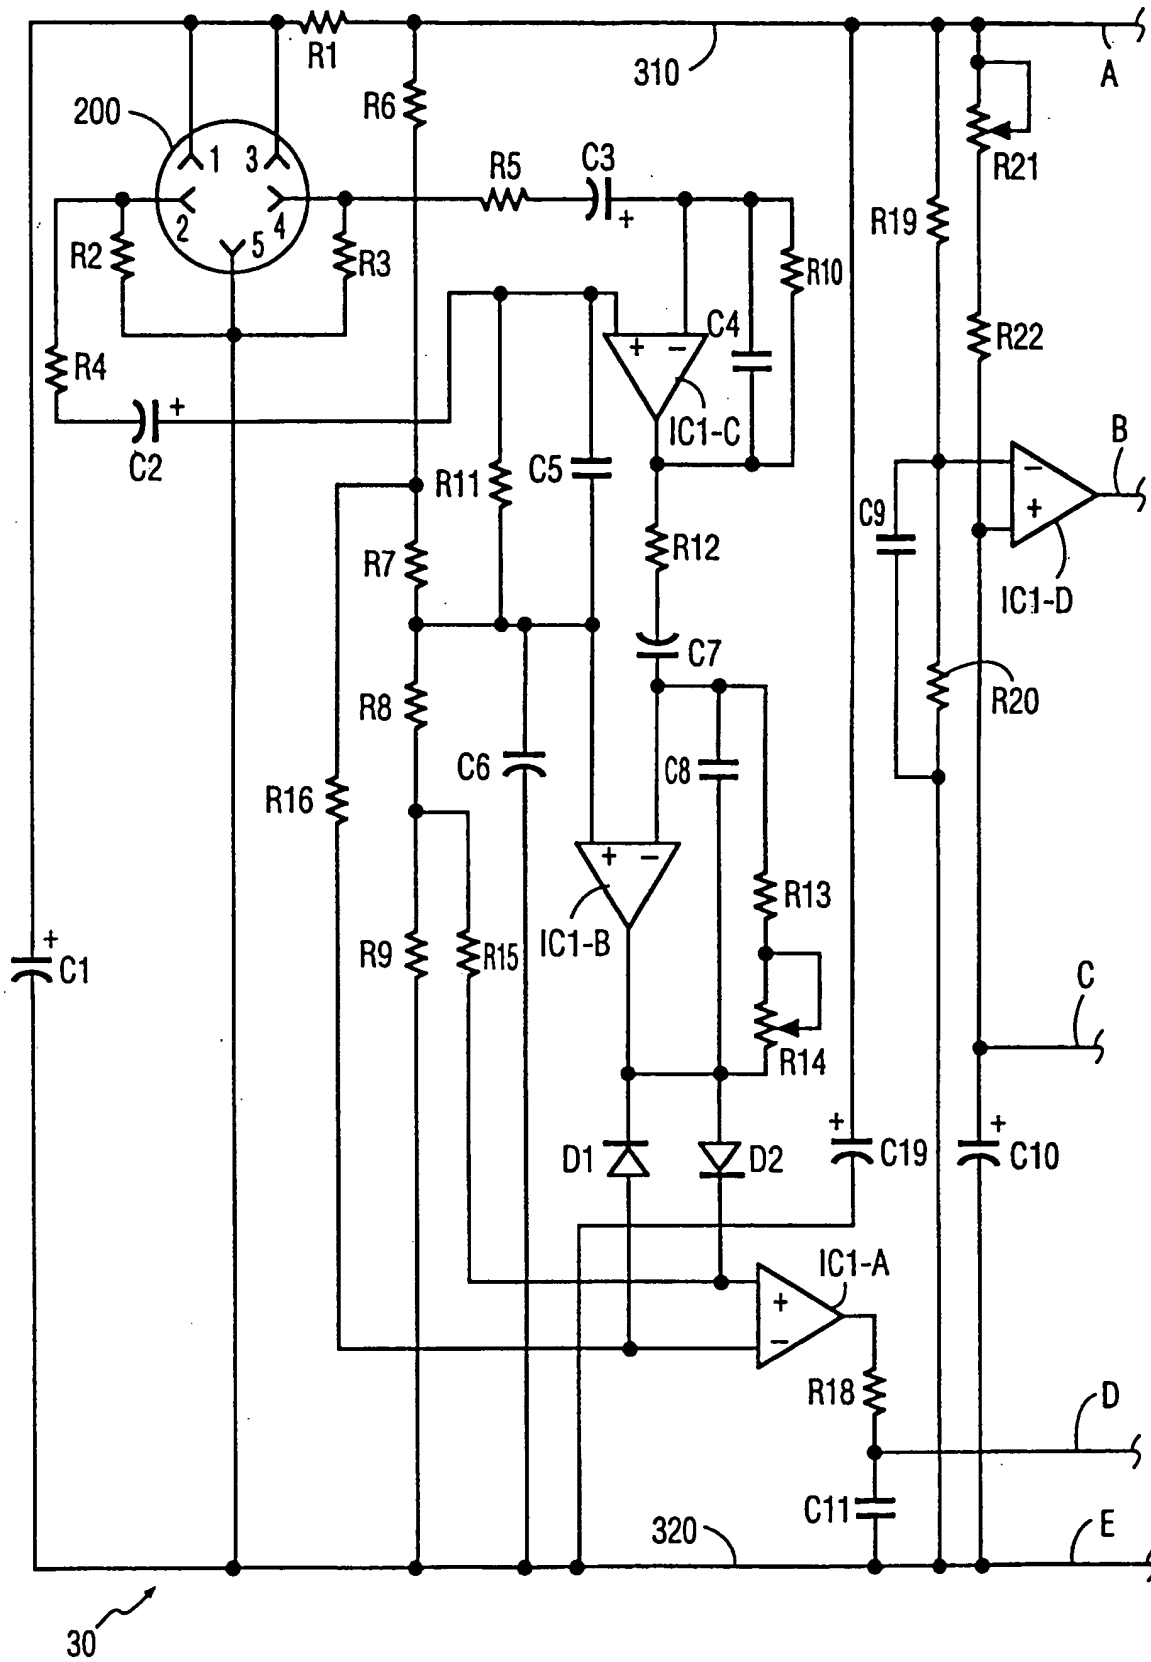 R1
310
A
200
R6
1
3
R5
C3
+
R21
2
4
R19
R2
5
R3
R10
C4
R22
R4
+
+ −
IC1-C
C2
B
R11
C5
−
C9
+
R12
R7
IC1-D
C7
R8
R20
C6
C8
R16
+ −
R13
IC1-B
R9
R15
+
C1
C
R14
+
+
D1
D2
C19
C10
IC1-A
+
−
R18
D
C11
320
E
30